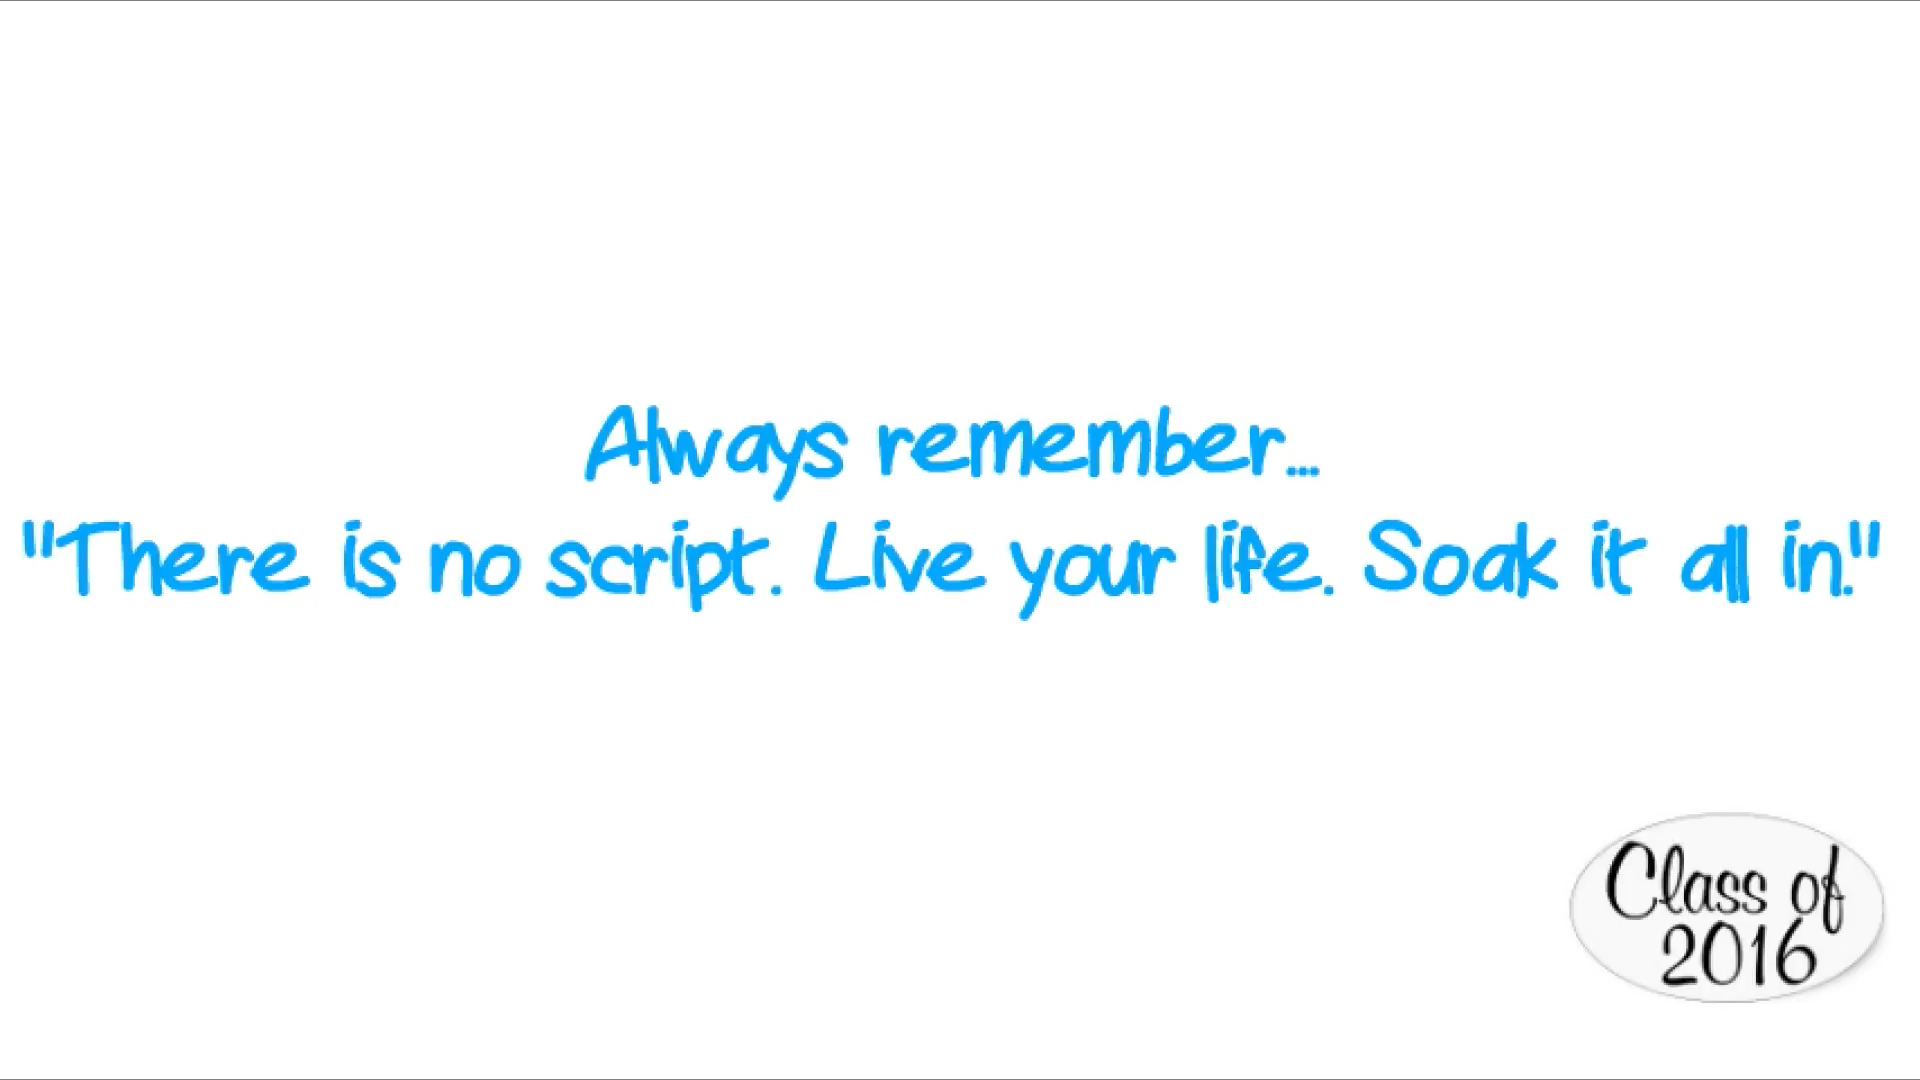 Always remember...
"There is no script. Live your life. Soak it all in."
Class of
2016